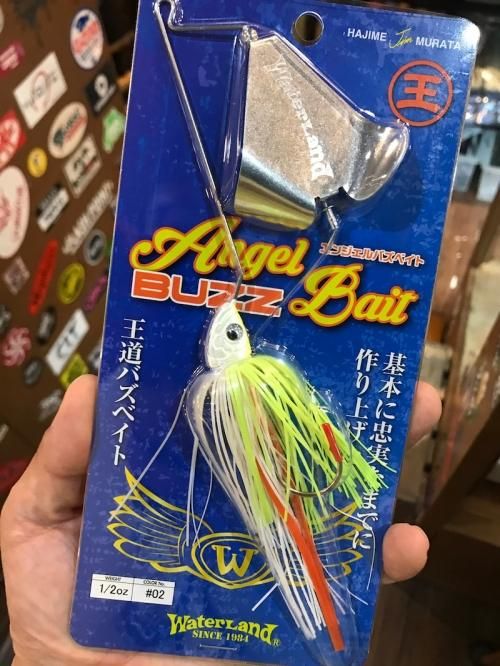 HAJIME Jim MURATA
王
WaterLand
Angel
エンジェルバズベイト
BUZZ Bait
王道バズベイト
基本に忠実なまでに
作り上げ
W
WEIGHT
1/2oz
COLOR No.
#02
WaterLand®
SINCE 1984